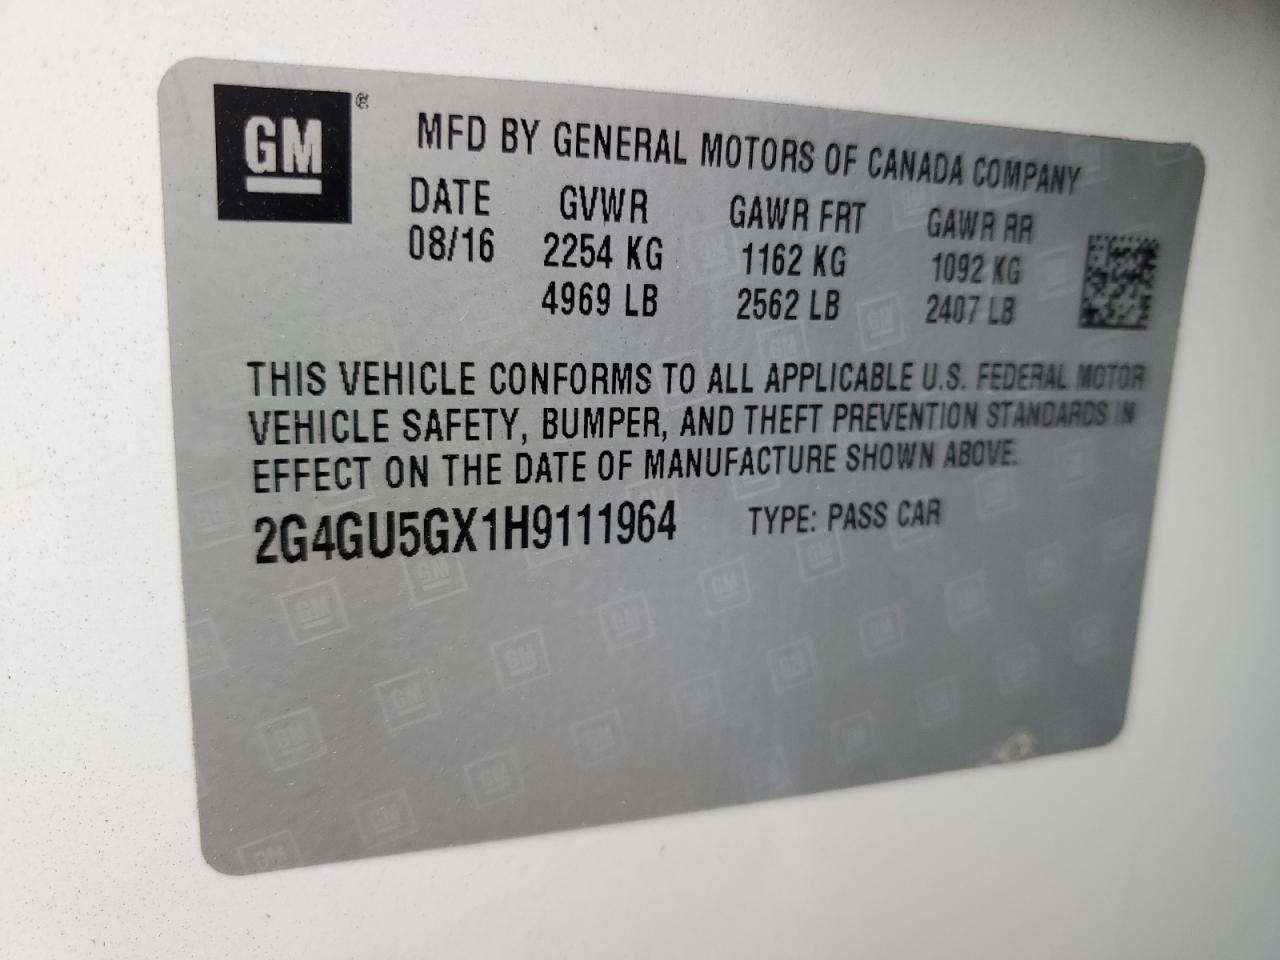 GM®
MFD BY GENERAL MOTORS OF CANADA COMPANY
DATE GVWR GAWR FRT GAWR RR
08/16 2254 KG 1162 KG 1092 KG
4969 LB 2562 LB 2407 LB
THIS VEHICLE CONFORMS TO ALL APPLICABLE U.S. FEDERAL MOTOR
VEHICLE SAFETY, BUMPER, AND THEFT PREVENTION STANDARDS IN
EFFECT ON THE DATE OF MANUFACTURE SHOWN ABOVE.
2G4GU5GX1H9111964 TYPE: PASS CAR